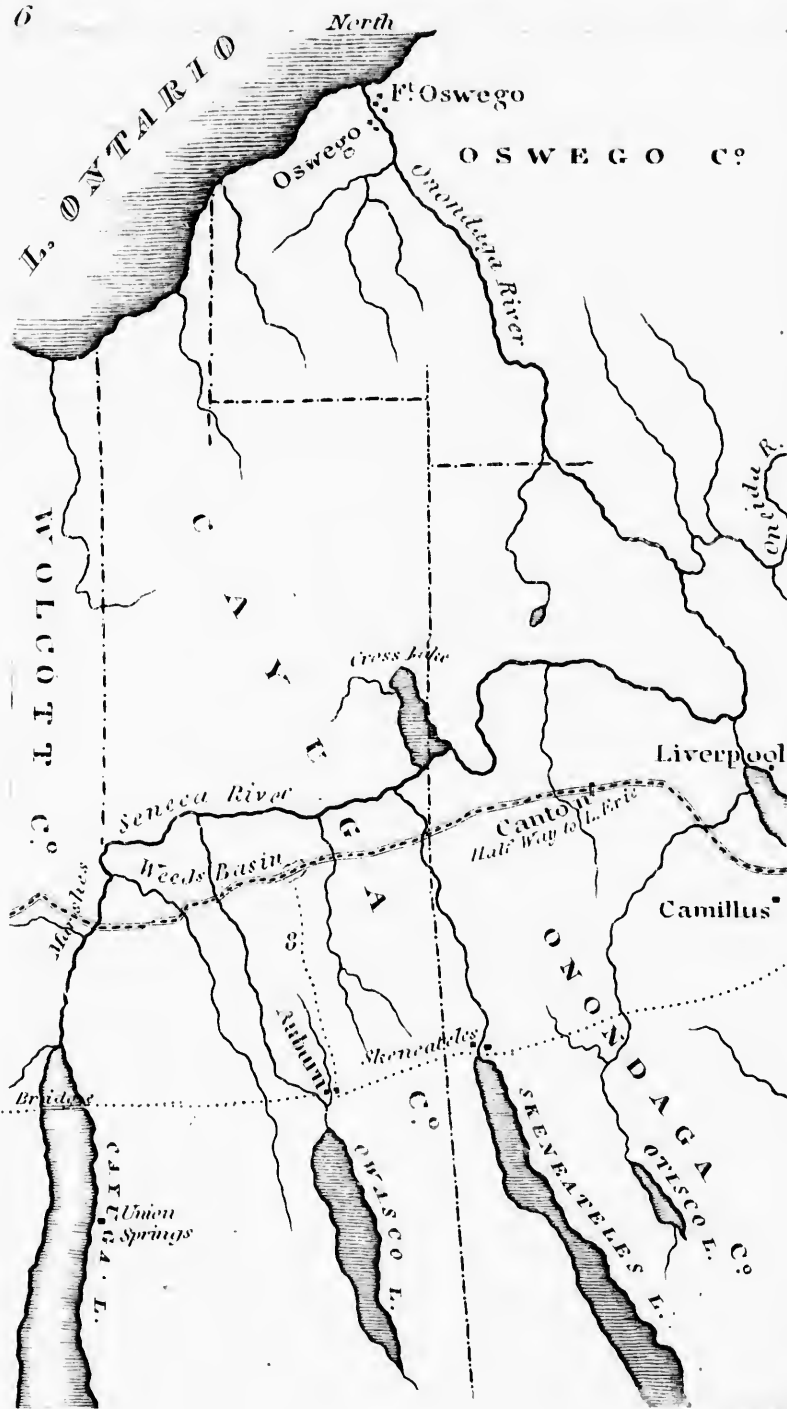 6
North
L. ONTARIO
Ft. Oswego
Oswego
OSWEGO Co.
Onondaga River
Oneida R.
WOLCOTT Co.
CAYUGA Co.
Cross Lake
Liverpool
Seneca River
Canton
Half Way to L. Erie
Weeds Basin
Marshes
Camillus
8
ONONDAGA Co.
Auburn
Skeneateles
Bridge
CAYUGA L.
Union
Springs
OWASCO L.
SKENEATELES L.
OTISCO L.